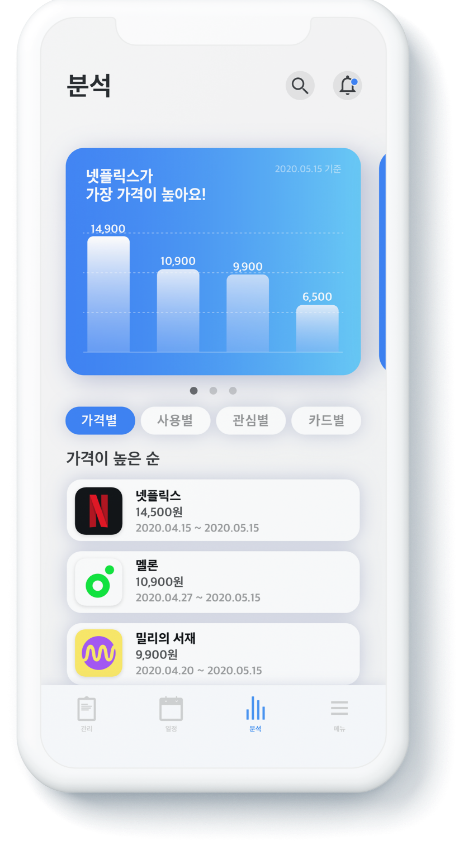 분석
넷플릭스가
가장 가격이 높아요!
2020.05.15 기준
14,900
10,900
9,900
6,500
가격별
사용별
관심별
카드별
가격이 높은 순
넷플릭스
14,500원
2020.04.15 ~ 2020.05.15
멜론
10,900원
2020.04.27 ~ 2020.05.15
밀리의 서재
9,900원
2020.04.20 ~ 2020.05.15
관리
일정
분석
메뉴